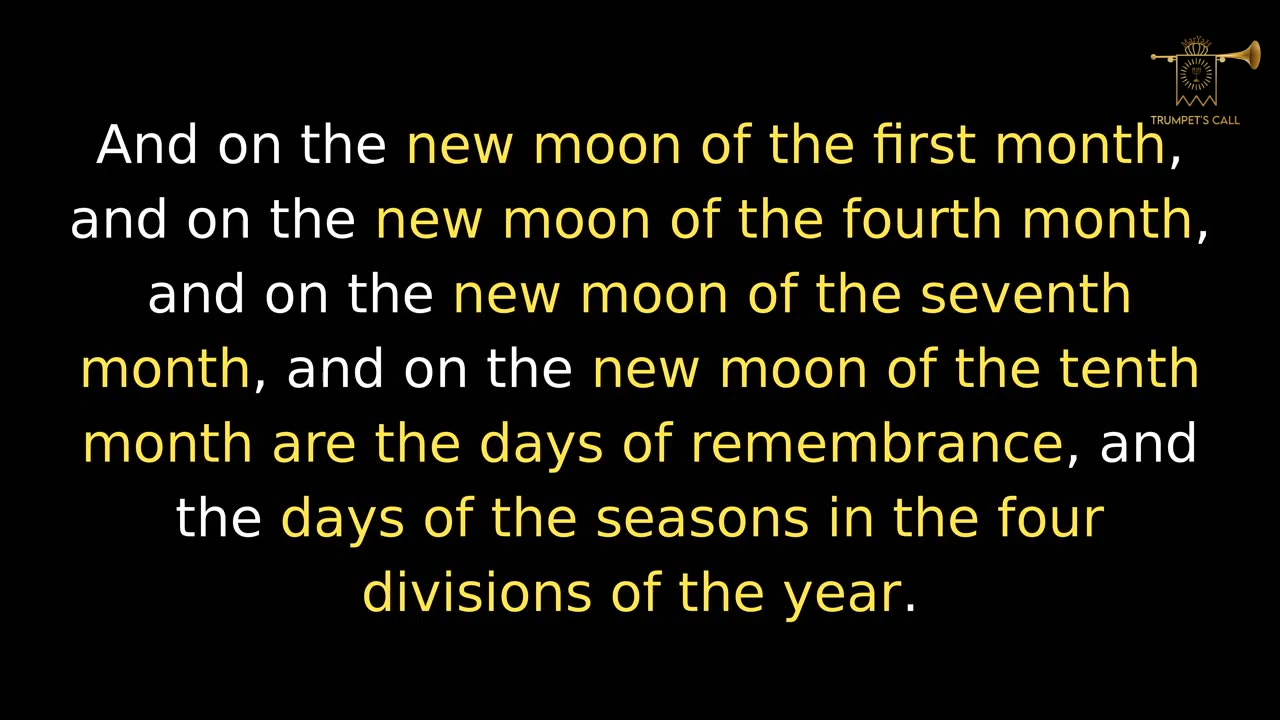 TRUMPET'S CALL
And on the new moon of the first month,
and on the new moon of the fourth month,
and on the new moon of the seventh
month, and on the new moon of the tenth
month are the days of remembrance, and
the days of the seasons in the four
divisions of the year.